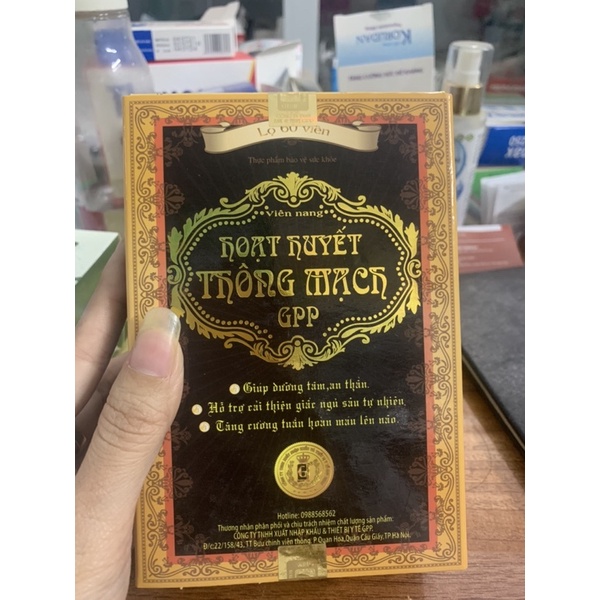 KOBLIDAN
Lọ 60 viên
Thực phẩm bảo vệ sức khỏe
Viên nang
HOẠT HUYẾT
THÔNG MẠCH
GPP
Giúp dưỡng tâm,an thần.
Hỗ trợ cải thiện giấc ngủ sâu tự nhiên.
Tăng cường tuần hoàn máu lên não.
Hotline: 0988568562
Thương nhân phân phối và chịu trách nhiệm chất lượng sản phẩm:
CÔNG TY TNHH XUẤT NHẬP KHẨU & THIẾT BỊ Y TẾ GPP.
Đ/c:22/158/43, TT Bưu chính viễn thông, P.Quan Hoa,Quận Cầu Giấy,TP Hà Nội.